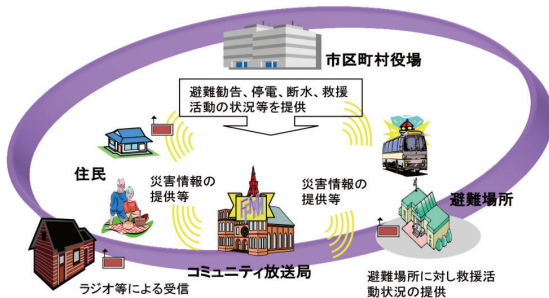 市区町村役場
避難勧告、停電、断水、救援
活動の状況等を提供
住民
災害情報の
提供等
災害情報の
提供等
避難場所
FM
コミュニティ放送局
ラジオ等による受信
避難場所に対し救援活
動状況の提供